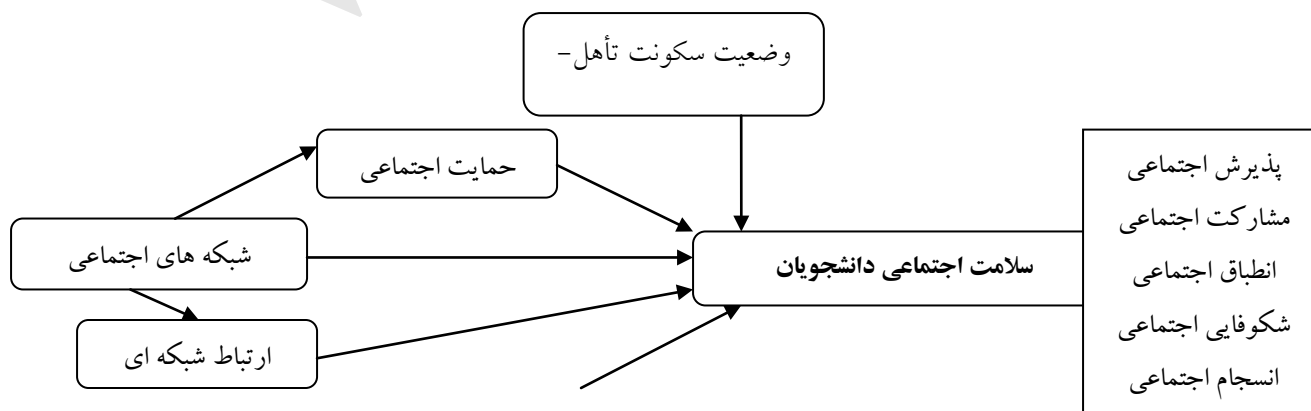 وضعیت سکونت تأهل–
حمایت اجتماعی
شبکه های اجتماعی
ارتباط شبکه ای
سلامت اجتماعی دانشجویان
پذیرش اجتماعی
مشارکت اجتماعی
انطباق اجتماعی
شکوفایی اجتماعی
انسجام اجتماعی